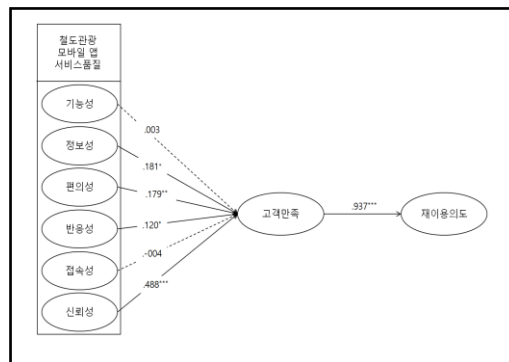 철도관광
모바일 앱
서비스품질
기능성
.003
정보성
.181*
편의성
.179**
고객만족
.937***
재이용의도
반응성
.120*
접속성
.-004
신뢰성
.488***